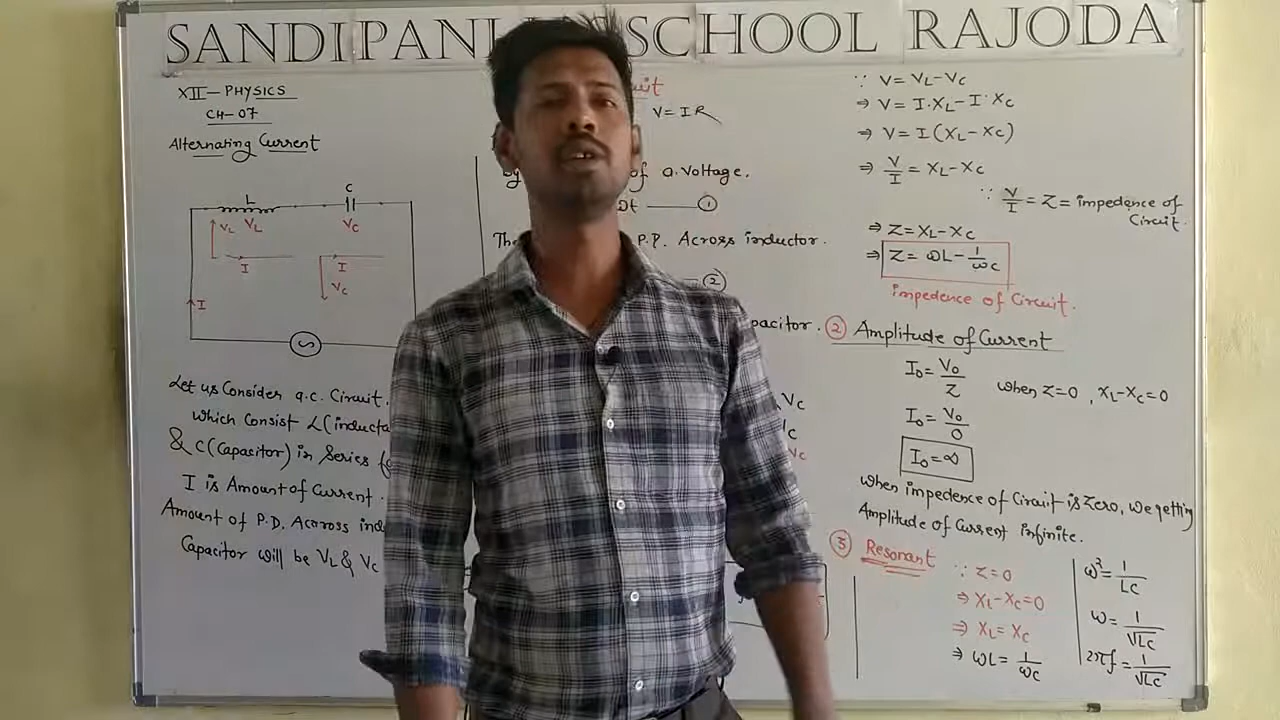 SANDIPANI SCHOOL RAJODA
XII - PHYSICS
CH-07
Alternating Current
L
C
VL
VL
VC
I
I
VC
I
Let us Consider a.c. Circuit.
which Consist L(inducta
& C(Capacitor) in Series
I is Amount of Current.
Amount of P.D. Across ind
Capacitor will be VL & VC
uit
V = IR
of a.voltage.
ωt — ①
P.P. Across inductor.
— ②
pacitor.
VC
∵ V = VL - VC
⇒ V = I·XL - I·XC
⇒ V = I(XL - XC)
⇒ V/I = XL - XC
∵ V/I = Z = impedence of
Circuit.
⇒ Z = XL - XC
⇒ Z = ωL - 1/ωC
impedence of Circuit.
② Amplitude of Current
I₀ = V₀/Z when Z=0, XL-XC=0
I₀ = V₀/0
I₀ = ∞
when impedence of Circuit is Zero, we getting
Amplitude of Current infinite.
③ Resonant
∵ Z = 0
⇒ XL - XC = 0
⇒ XL = XC
⇒ ωL = 1/ωC
ω² = 1/LC
ω = 1/√LC
2πf = 1/√LC